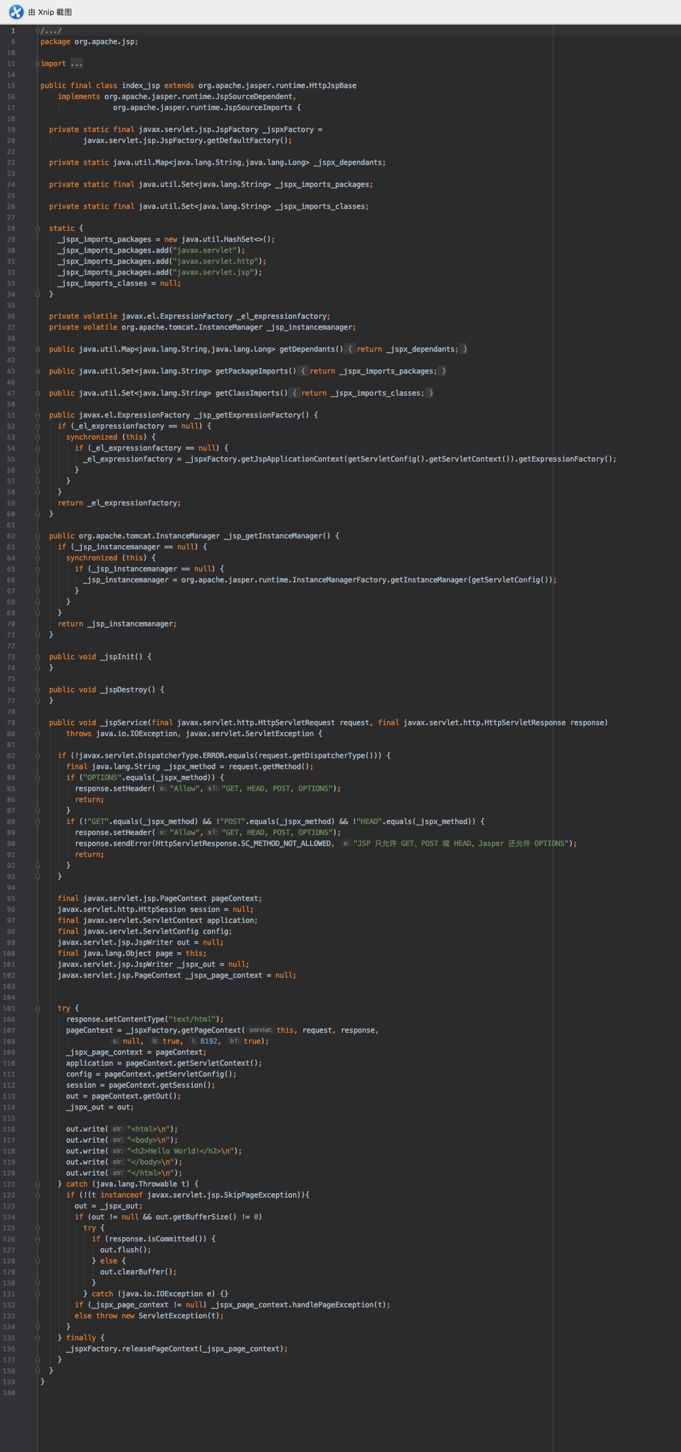 由 Xnip 截图
1 /.../
9 package org.apache.jsp;
10
11 import ...
14
15 public final class index_jsp extends org.apache.jasper.runtime.HttpJspBase
16 implements org.apache.jasper.runtime.JspSourceDependent,
17 org.apache.jasper.runtime.JspSourceImports {
18
19 private static final javax.servlet.jsp.JspFactory _jspxFactory =
20 javax.servlet.jsp.JspFactory.getDefaultFactory();
21
22 private static java.util.Map<java.lang.String,java.lang.Long> _jspx_dependants;
23
24 private static final java.util.Set<java.lang.String> _jspx_imports_packages;
25
26 private static final java.util.Set<java.lang.String> _jspx_imports_classes;
27
28 static {
29 _jspx_imports_packages = new java.util.HashSet<>();
30 _jspx_imports_packages.add("javax.servlet");
31 _jspx_imports_packages.add("javax.servlet.http");
32 _jspx_imports_packages.add("javax.servlet.jsp");
33 _jspx_imports_classes = null;
34 }
35
36 private volatile javax.el.ExpressionFactory _el_expressionfactory;
37 private volatile org.apache.tomcat.InstanceManager _jsp_instancemanager;
38
39 public java.util.Map<java.lang.String,java.lang.Long> getDependants() { return _jspx_dependants; }
42
43 public java.util.Set<java.lang.String> getPackageImports() { return _jspx_imports_packages; }
46
47 public java.util.Set<java.lang.String> getClassImports() { return _jspx_imports_classes; }
50
51 public javax.el.ExpressionFactory _jsp_getExpressionFactory() {
52 if (_el_expressionfactory == null) {
53 synchronized (this) {
54 if (_el_expressionfactory == null) {
55 _el_expressionfactory = _jspxFactory.getJspApplicationContext(getServletConfig().getServletContext()).getExpressionFactory();
56 }
57 }
58 }
59 return _el_expressionfactory;
60 }
61
62 public org.apache.tomcat.InstanceManager _jsp_getInstanceManager() {
63 if (_jsp_instancemanager == null) {
64 synchronized (this) {
65 if (_jsp_instancemanager == null) {
66 _jsp_instancemanager = org.apache.jasper.runtime.InstanceManagerFactory.getInstanceManager(getServletConfig());
67 }
68 }
69 }
70 return _jsp_instancemanager;
71 }
72
73 public void _jspInit() {
74 }
75
76 public void _jspDestroy() {
77 }
78
79 public void _jspService(final javax.servlet.http.HttpServletRequest request, final javax.servlet.http.HttpServletResponse response)
80 throws java.io.IOException, javax.servlet.ServletException {
81
82 if (!javax.servlet.DispatcherType.ERROR.equals(request.getDispatcherType())) {
83 final java.lang.String _jspx_method = request.getMethod();
84 if ("OPTIONS".equals(_jspx_method)) {
85 response.setHeader( s: "Allow", s1: "GET, HEAD, POST, OPTIONS");
86 return;
87 }
88 if (!"GET".equals(_jspx_method) && !"POST".equals(_jspx_method) && !"HEAD".equals(_jspx_method)) {
89 response.setHeader( s: "Allow", s1: "GET, HEAD, POST, OPTIONS");
90 response.sendError(HttpServletResponse.SC_METHOD_NOT_ALLOWED, s: "JSP 只允许 GET、POST 或 HEAD。Jasper 还允许 OPTIONS");
91 return;
92 }
93 }
94
95 final javax.servlet.jsp.PageContext pageContext;
96 javax.servlet.http.HttpSession session = null;
97 final javax.servlet.ServletContext application;
98 final javax.servlet.ServletConfig config;
99 javax.servlet.jsp.JspWriter out = null;
100 final java.lang.Object page = this;
101 javax.servlet.jsp.JspWriter _jspx_out = null;
102 javax.servlet.jsp.PageContext _jspx_page_context = null;
103
104
105 try {
106 response.setContentType("text/html");
107 pageContext = _jspxFactory.getPageContext( servlet: this, request, response,
108 s: null, b: true, i: 8192, b1: true);
109 _jspx_page_context = pageContext;
110 application = pageContext.getServletContext();
111 config = pageContext.getServletConfig();
112 session = pageContext.getSession();
113 out = pageContext.getOut();
114 _jspx_out = out;
115
116 out.write( str: "<html>\n");
117 out.write( str: "<body>\n");
118 out.write( str: "<h2>Hello World!</h2>\n");
119 out.write( str: "</body>\n");
120 out.write( str: "</html>\n");
121 } catch (java.lang.Throwable t) {
122 if (!(t instanceof javax.servlet.jsp.SkipPageException)){
123 out = _jspx_out;
124 if (out != null && out.getBufferSize() != 0)
125 try {
126 if (response.isCommitted()) {
127 out.flush();
128 } else {
129 out.clearBuffer();
130 }
131 } catch (java.io.IOException e) {}
132 if (_jspx_page_context != null) _jspx_page_context.handlePageException(t);
133 else throw new ServletException(t);
134 }
135 } finally {
136 _jspxFactory.releasePageContext(_jspx_page_context);
137 }
138 }
139 }
140